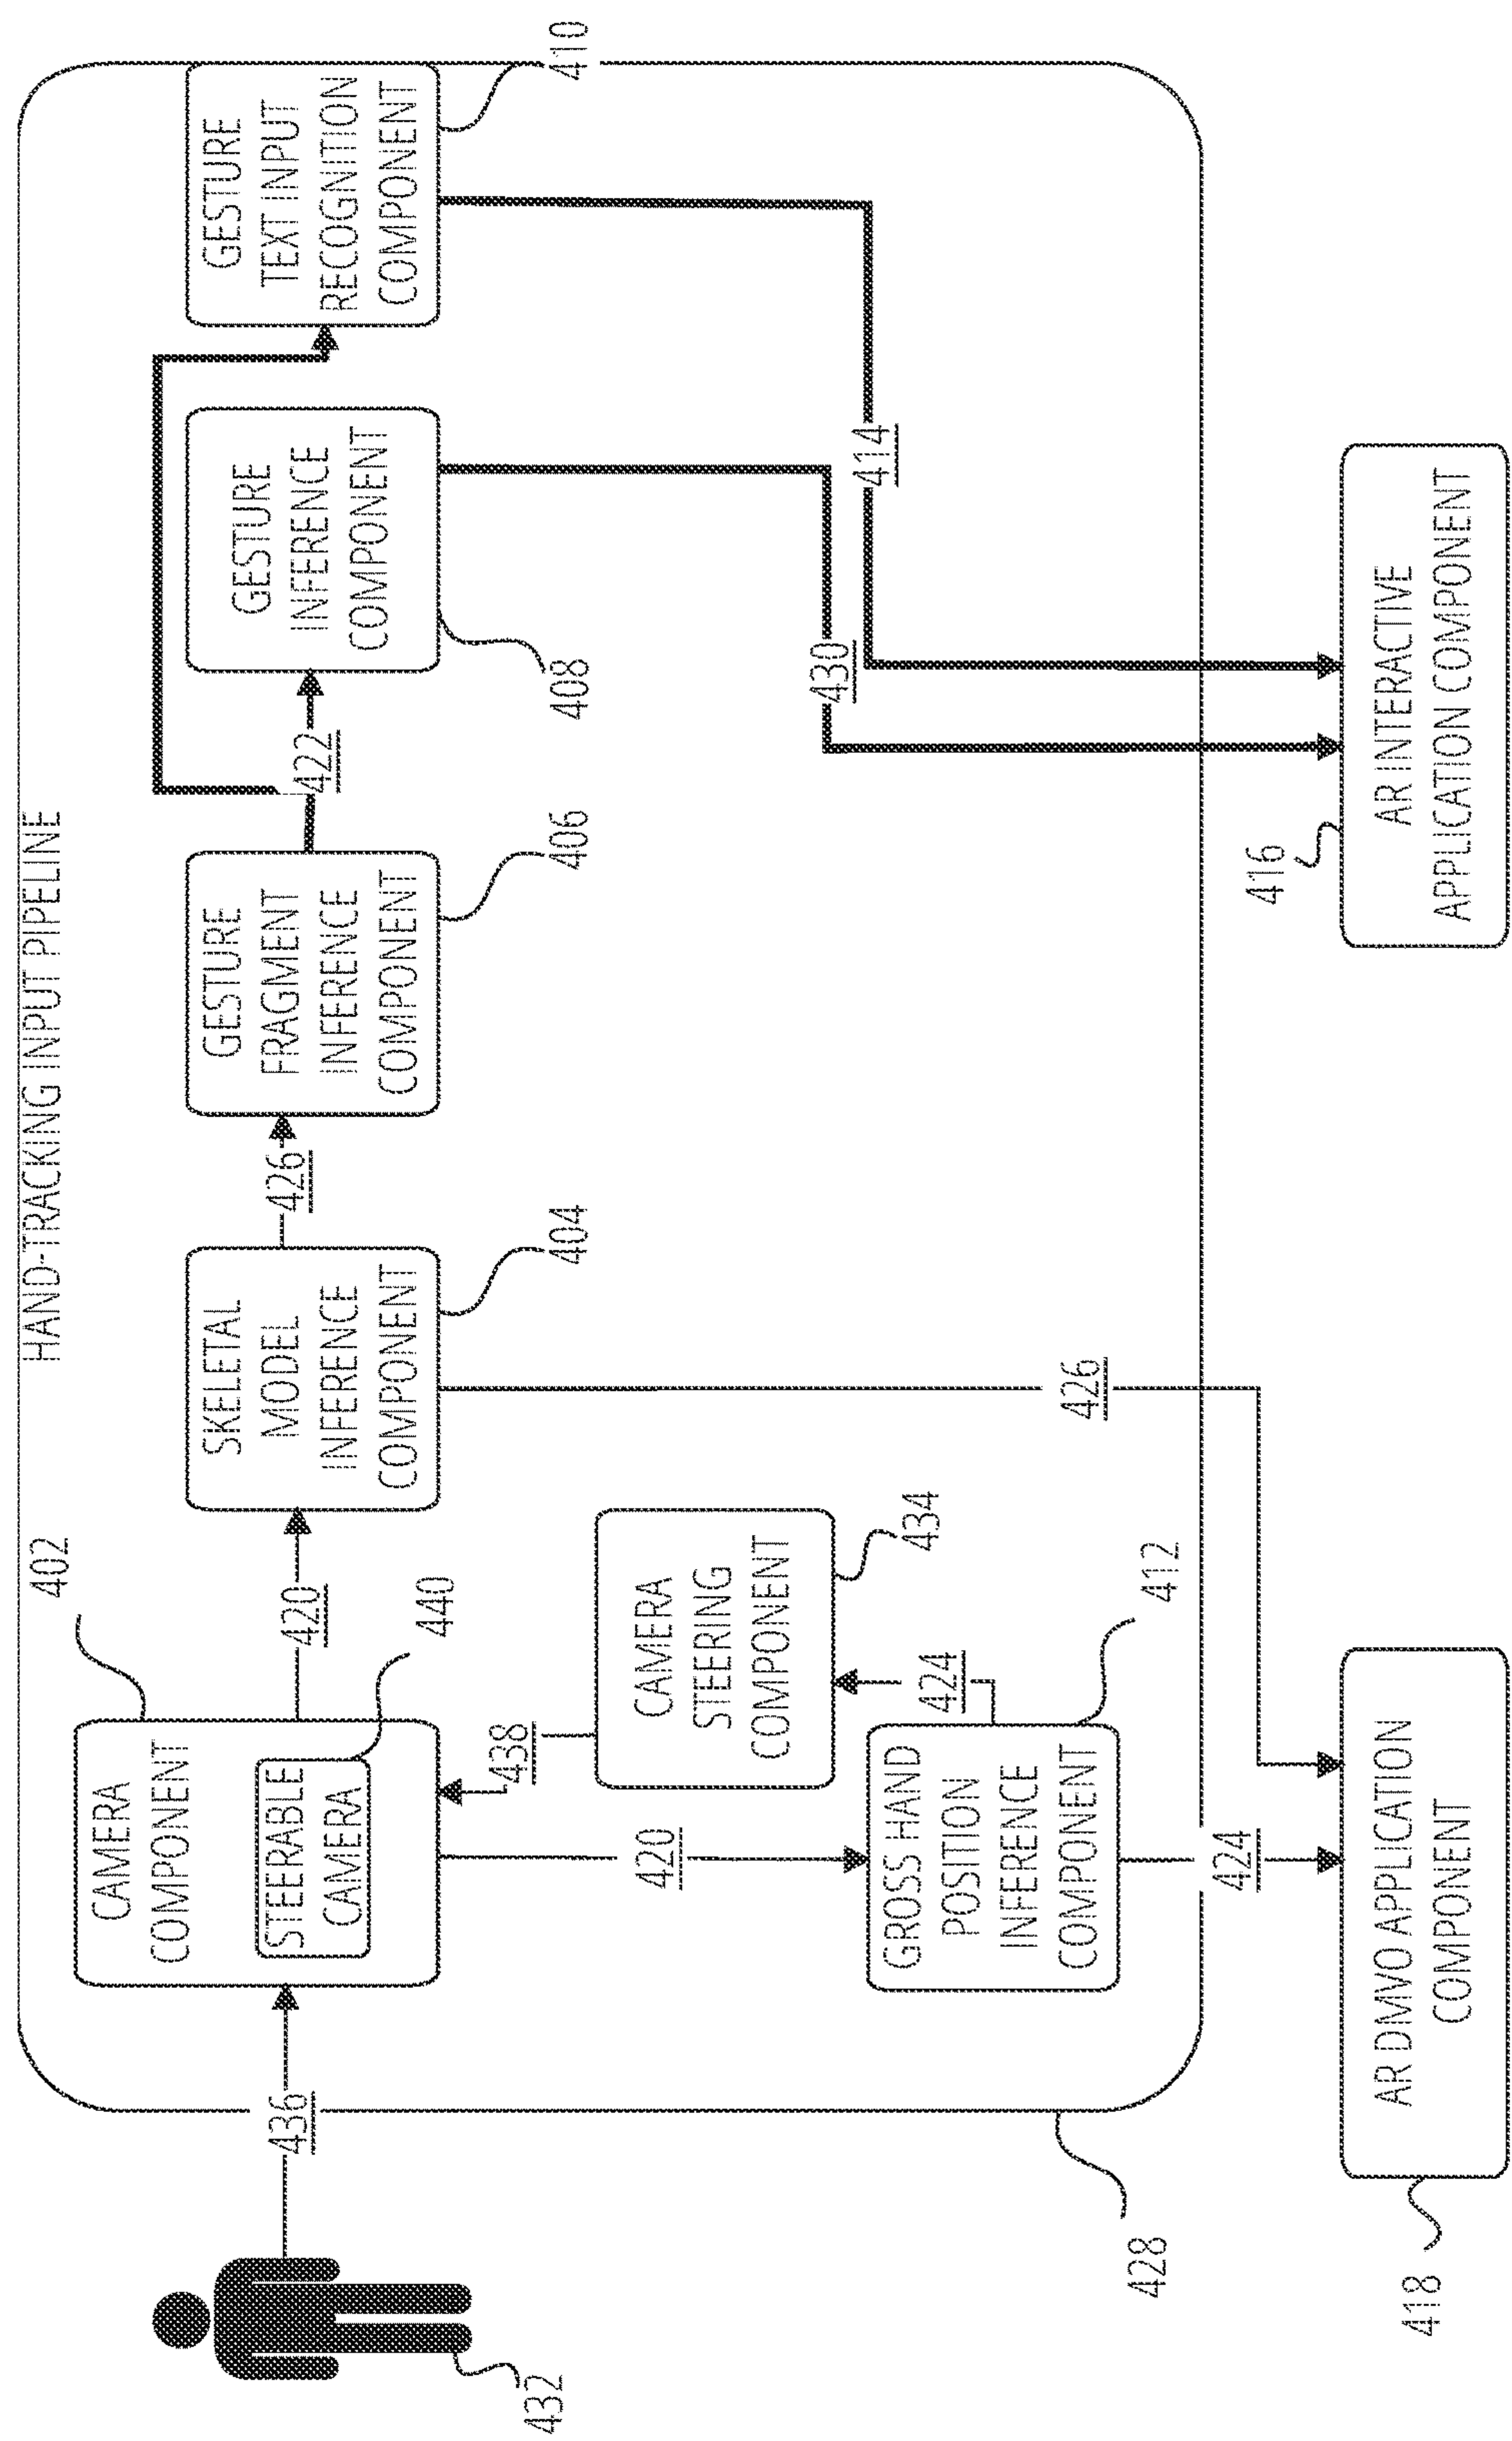 HAND-TRACKING INPUT PIPELINE
402
CAMERA
COMPONENT
STEERABLE
CAMERA
440
436
432
420
SKELETAL
MODEL
INFERENCE
COMPONENT
404
426
GESTURE
FRAGMENT
INFERENCE
COMPONENT
406
422
GESTURE
INFERENCE
COMPONENT
408
GESTURE
TEXT INPUT
RECOGNITION
COMPONENT
410
438
CAMERA
STEERING
COMPONENT
434
420
424
GROSS HAND
POSITION
INFERENCE
COMPONENT
412
426
430
414
424
428
AR DMVO APPLICATION
COMPONENT
418
AR INTERACTIVE
APPLICATION COMPONENT
416